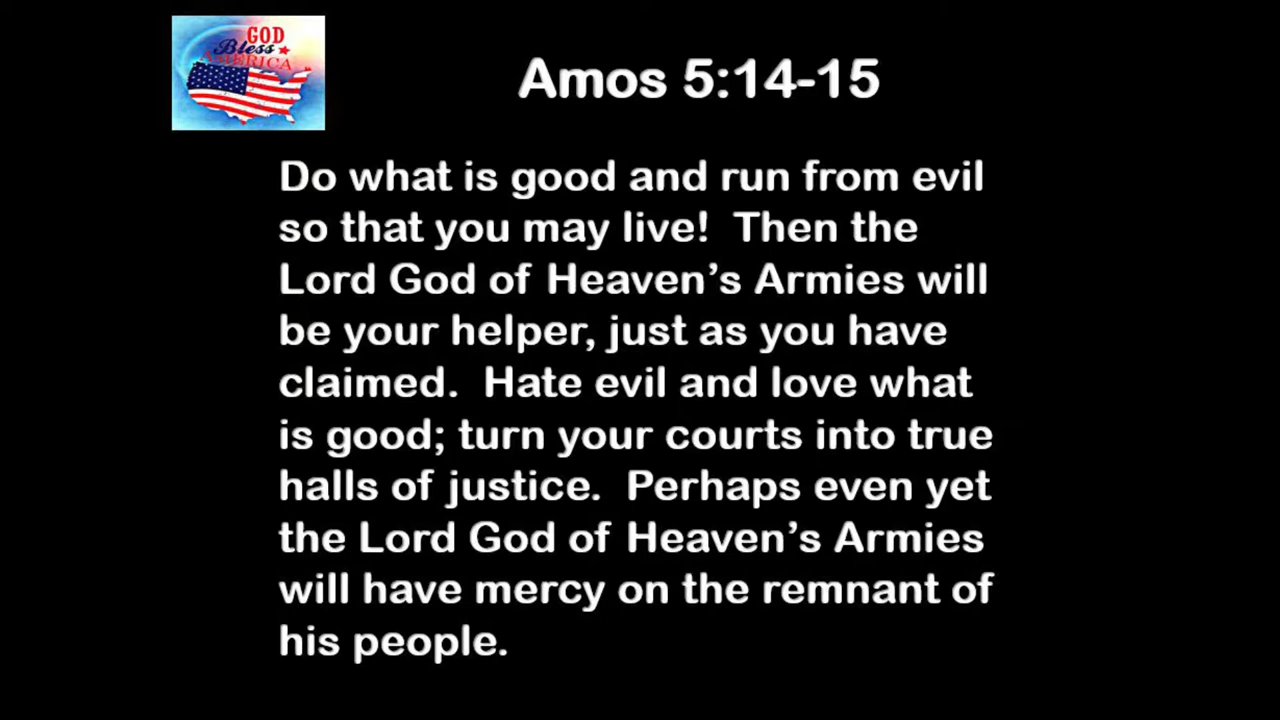 GOD
Bless
AMERICA
Amos 5:14-15
Do what is good and run from evil
so that you may live!  Then the
Lord God of Heaven’s Armies will
be your helper, just as you have
claimed.  Hate evil and love what
is good; turn your courts into true
halls of justice.  Perhaps even yet
the Lord God of Heaven’s Armies
will have mercy on the remnant of
his people.